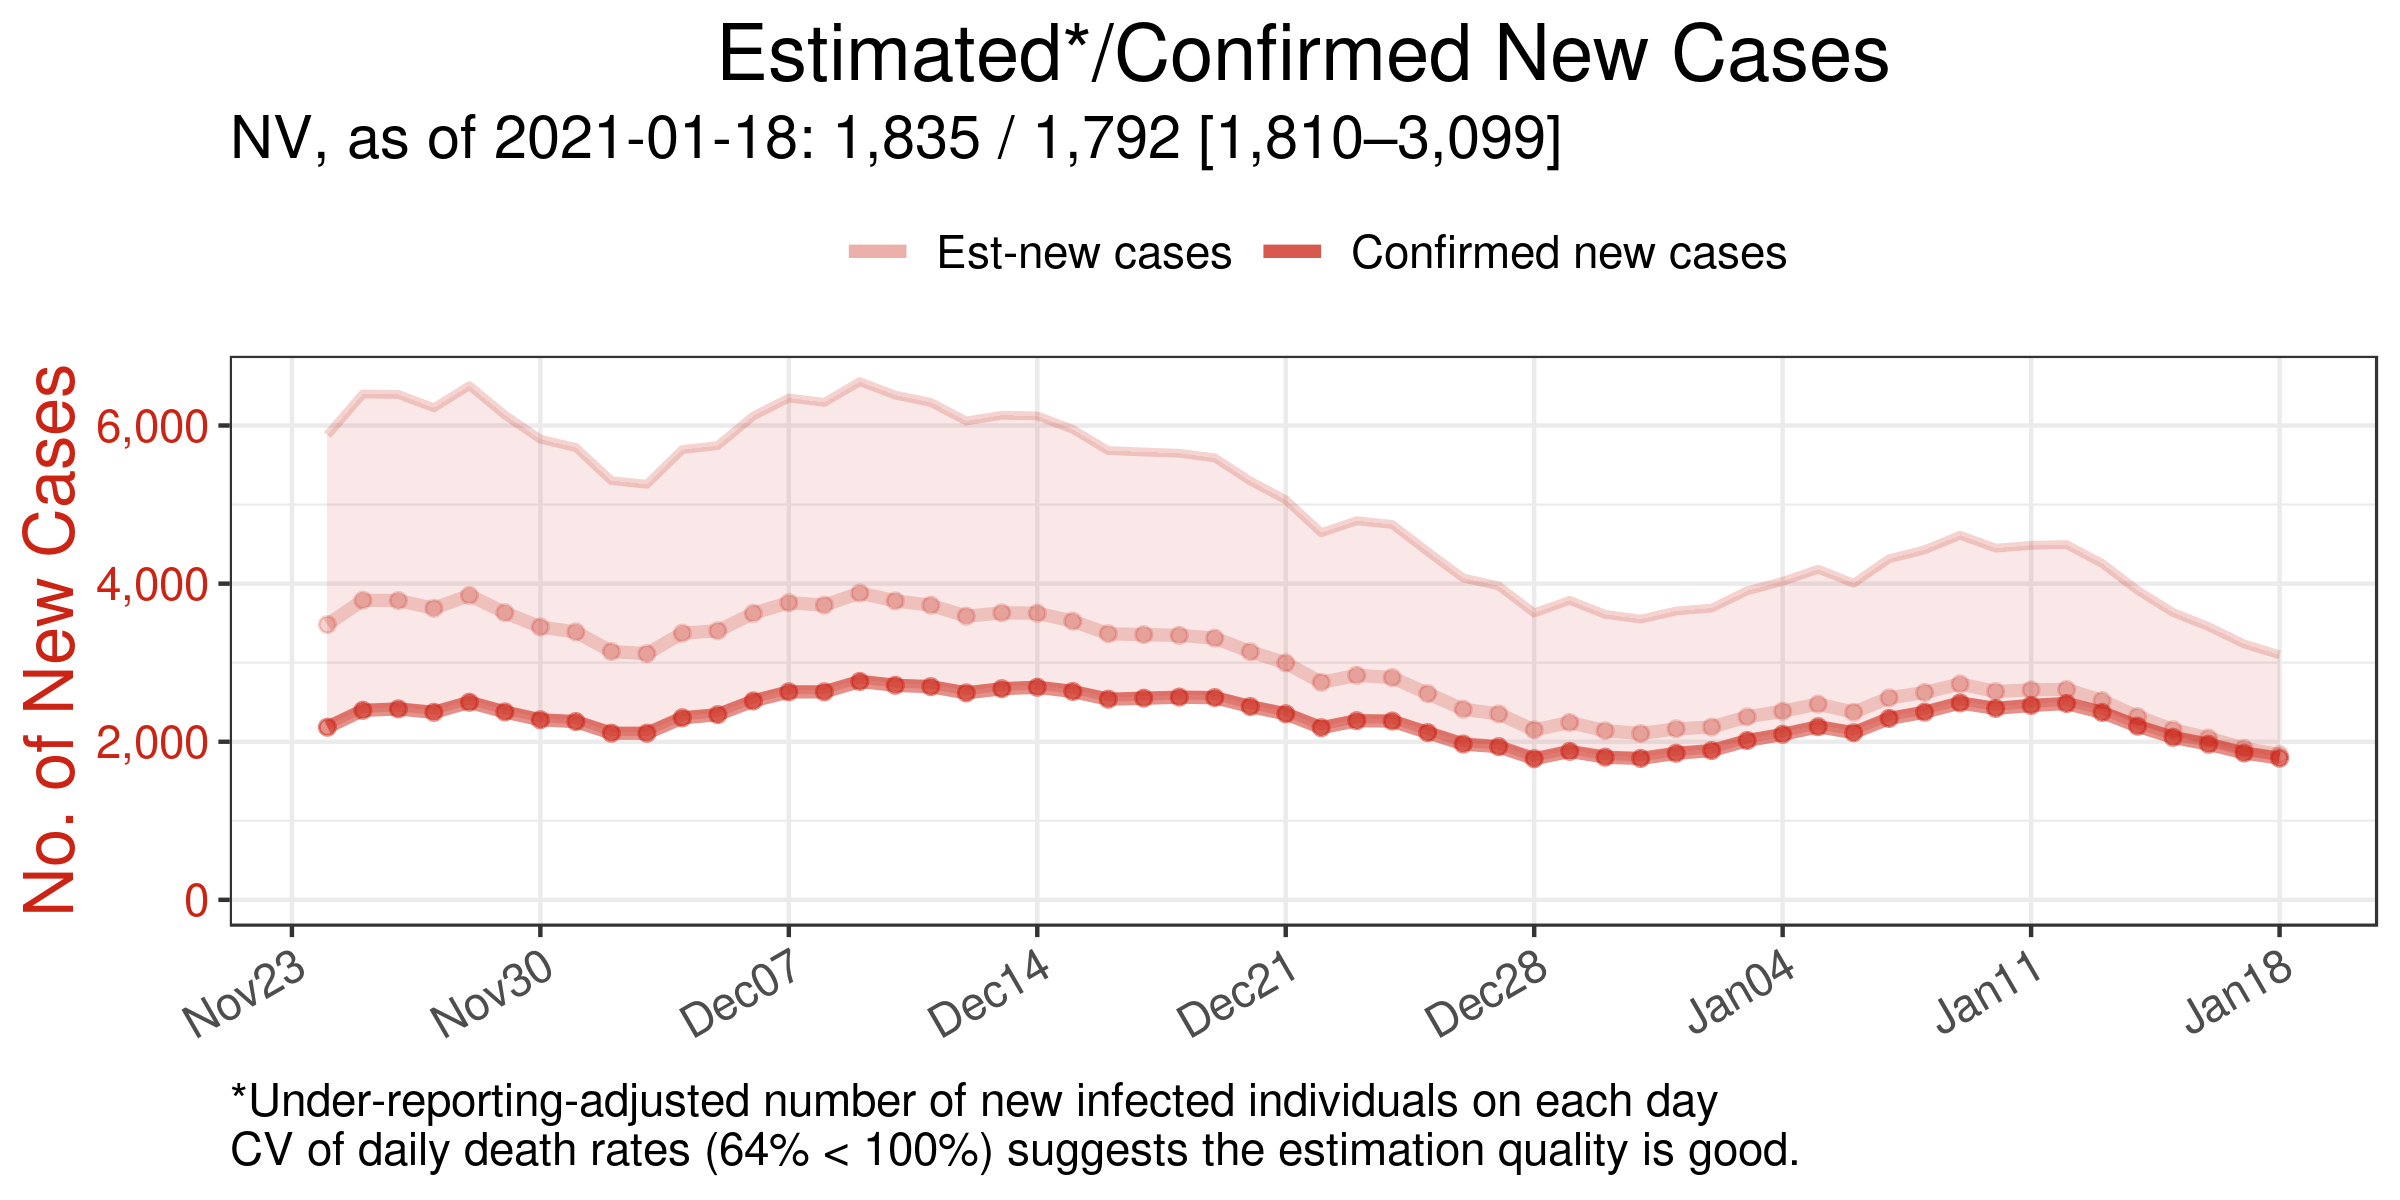 Estimated*/Confirmed New Cases
NV, as of 2021-01-18: 1,835 / 1,792 [1,810–3,099]
Est-new cases
Confirmed new cases
No. of New Cases
6,000
4,000
2,000
0
Nov23
Nov30
Dec07
Dec14
Dec21
Dec28
Jan04
Jan11
Jan18
*Under-reporting-adjusted number of new infected individuals on each day
CV of daily death rates (64% < 100%) suggests the estimation quality is good.